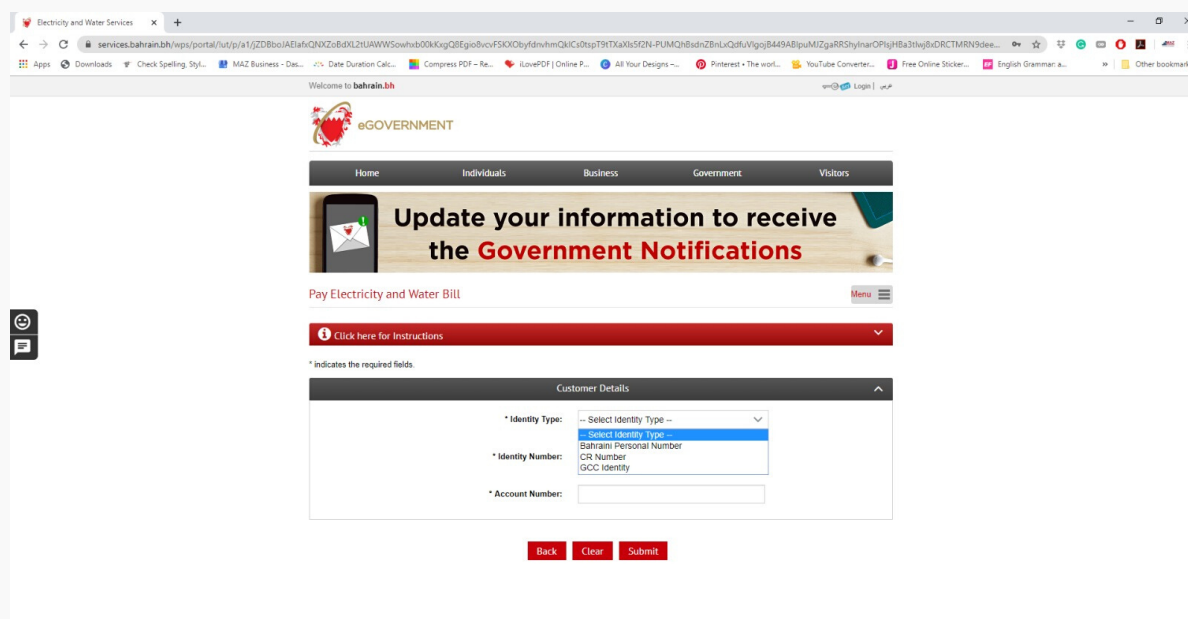 Electricity and Water Services
services.bahrain.bh/wps/portal/lut/p/a1/
Apps Downloads Check Spelling, Styl... MAZ Business - Das... Date Duration Calc... Compress PDF – Re... iLovePDF | Online P... All Your Designs –... Pinterest • The worl... YouTube Converter... Free Online Sticker... English Grammar: a... Other bookmark
Welcome to bahrain.bh Login | عربي
eGOVERNMENT
Home Individuals Business Government Visitors
Update your information to receive
the Government Notifications
Pay Electricity and Water Bill Menu
Click here for Instructions
* indicates the required fields.
Customer Details
* Identity Type: -- Select Identity Type --
-- Select Identity Type --
Bahraini Personal Number
* Identity Number: CR Number
GCC Identity
* Account Number:
Back Clear Submit